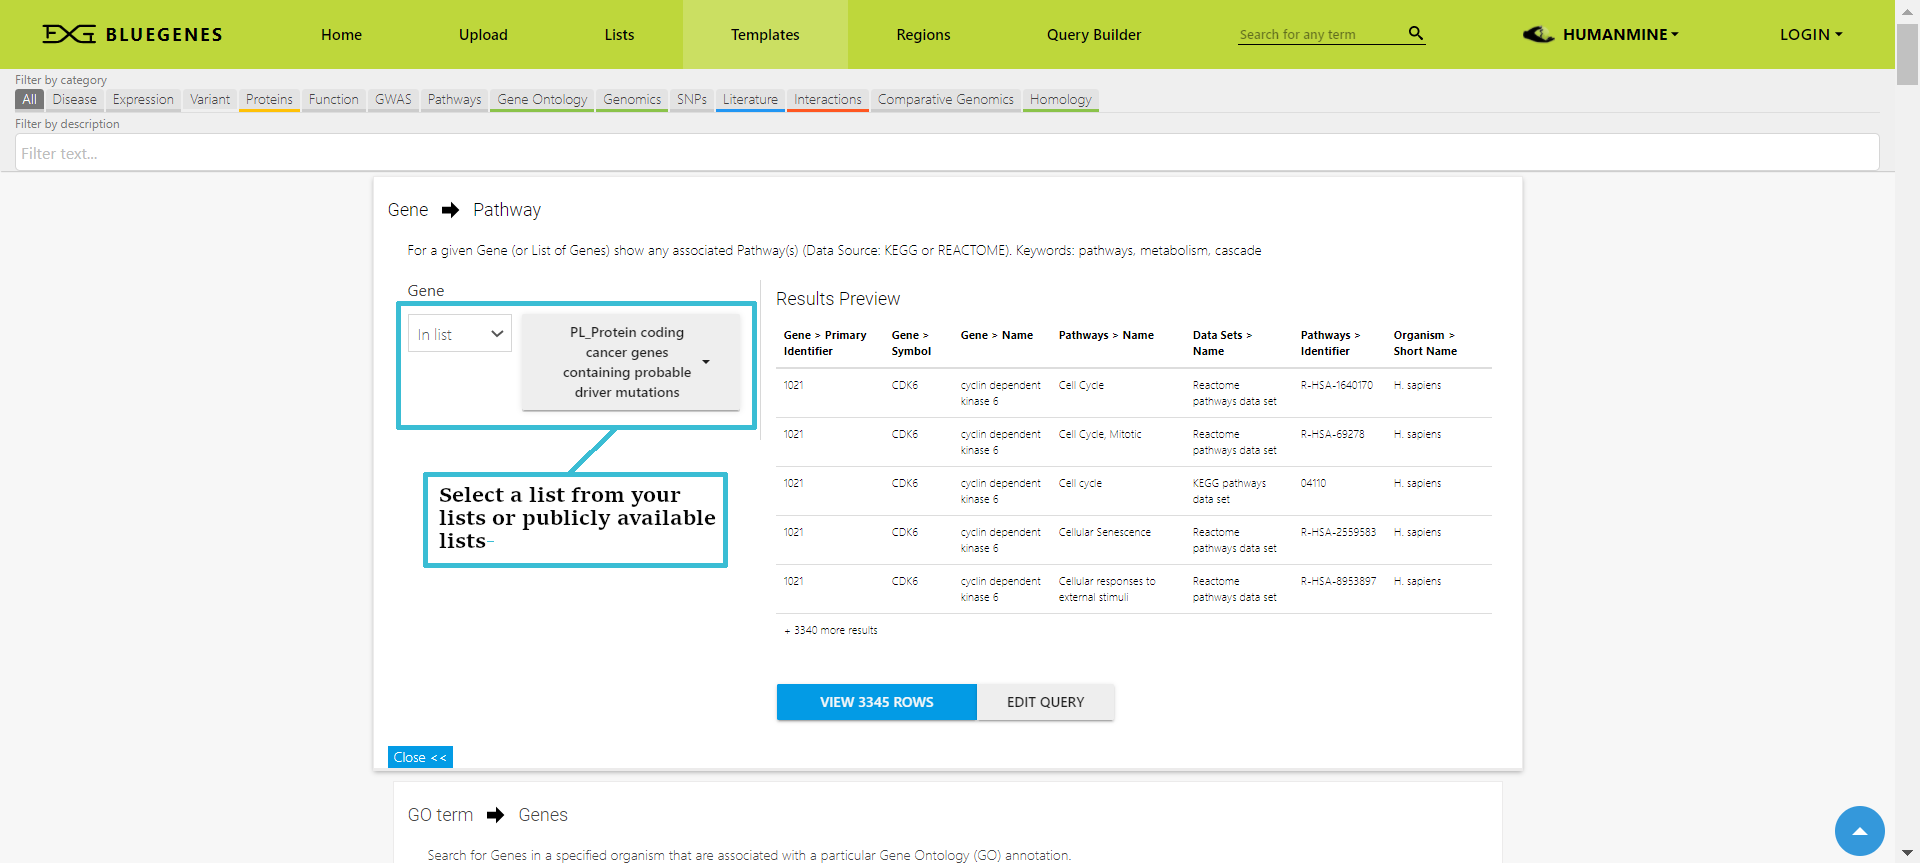 BLUEGENES
Home
Upload
Lists
Templates
Regions
Query Builder
Search for any term
HUMANMINE
LOGIN
Filter by category
All Disease Expression Variant Proteins Function GWAS Pathways Gene Ontology Genomics SNPs Literature Interactions Comparative Genomics Homology
Filter by description
Filter text...
Gene Pathway
For a given Gene (or List of Genes) show any associated Pathway(s) (Data Source: KEGG or REACTOME). Keywords: pathways, metabolism, cascade
Gene
In list
PL_Protein coding
cancer genes
containing probable
driver mutations
Select a list from your
lists or publicly available
lists-
Results Preview
Gene > Primary Gene > Gene > Name Pathways > Name Data Sets > Pathways > Organism >
Identifier Symbol Name Identifier Short Name
1021 CDK6 cyclin dependent Cell Cycle Reactome R-HSA-1640170 H. sapiens
kinase 6 pathways data set
1021 CDK6 cyclin dependent Cell Cycle, Mitotic Reactome R-HSA-69278 H. sapiens
kinase 6 pathways data set
1021 CDK6 cyclin dependent Cell cycle KEGG pathways 04110 H. sapiens
kinase 6 data set
1021 CDK6 cyclin dependent Cellular Senescence Reactome R-HSA-2559583 H. sapiens
kinase 6 pathways data set
1021 CDK6 cyclin dependent Cellular responses to Reactome R-HSA-8953897 H. sapiens
kinase 6 external stimuli pathways data set
+ 3340 more results
VIEW 3345 ROWS
EDIT QUERY
Close <<
GO term Genes
Search for Genes in a specified organism that are associated with a particular Gene Ontology (GO) annotation.